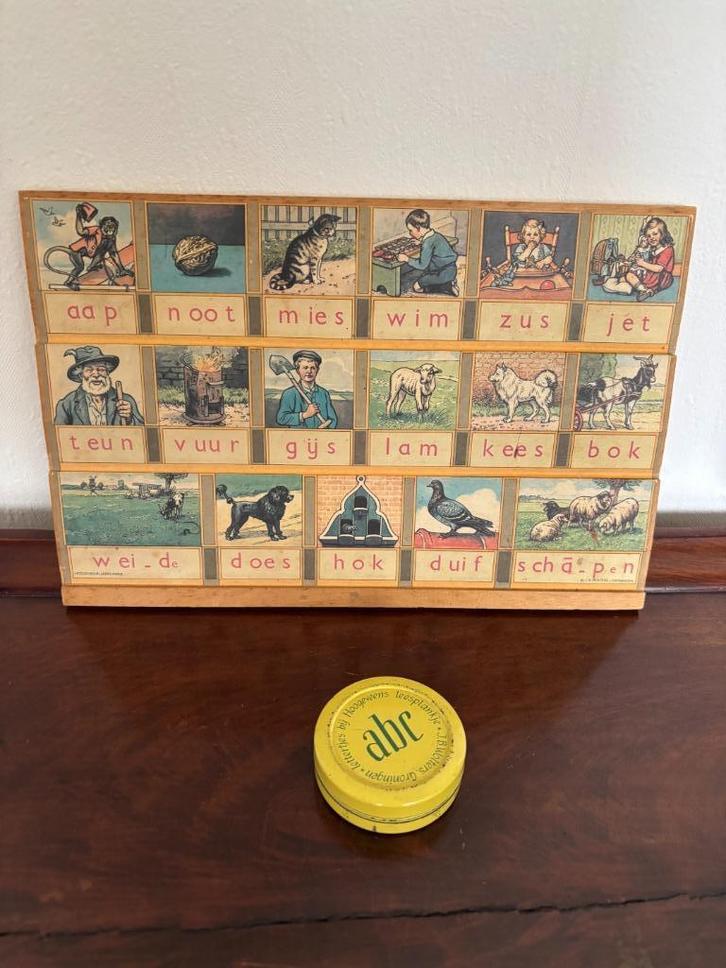 aap noot mies wim zus jet
teun vuur gijs lam kees bok
wei-de does hok duif schā-pen
lettertjes bij Hoogeveens leesplankje • J.B. Wolters Groningen •
abc